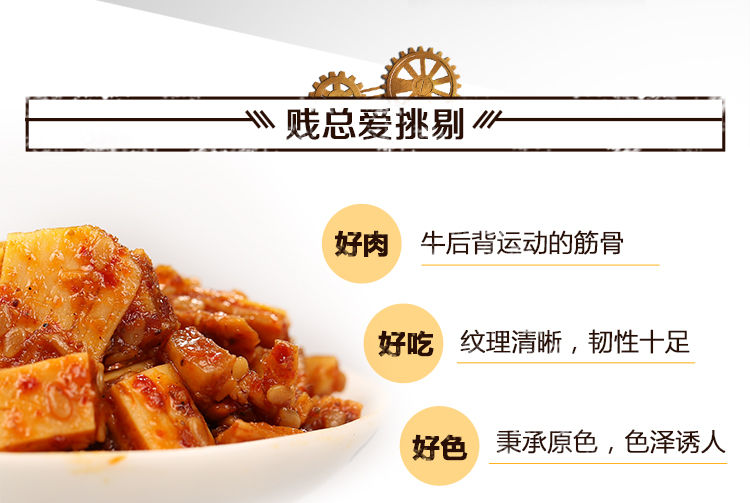 贱总爱挑剔
好肉
牛后背运动的筋骨
好吃
纹理清晰，韧性十足
好色
秉承原色，色泽诱人